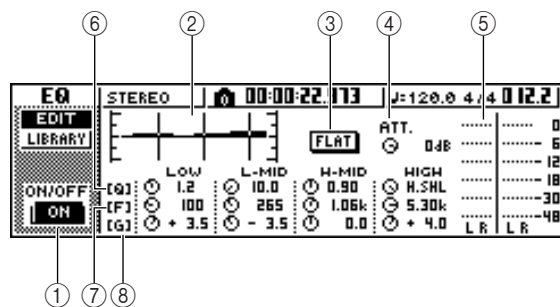 ⑥ ② ③ ④ ⑤
EQ STEREO 00:00:22.973 ♩=120.0 4/4 012.2
EDIT
LIBRARY
FLAT
ATT.
0dB
0
6
12
18
30
48
L R L R
LOW L-MID H-MID HIGH
ON/OFF
ON
[Q] 1.2 10.0 0.90 H.SHL
[F] 100 265 1.06k 5.30k
[G] + 3.5 - 3.5 0.0 + 4.0
① ⑦ ⑧